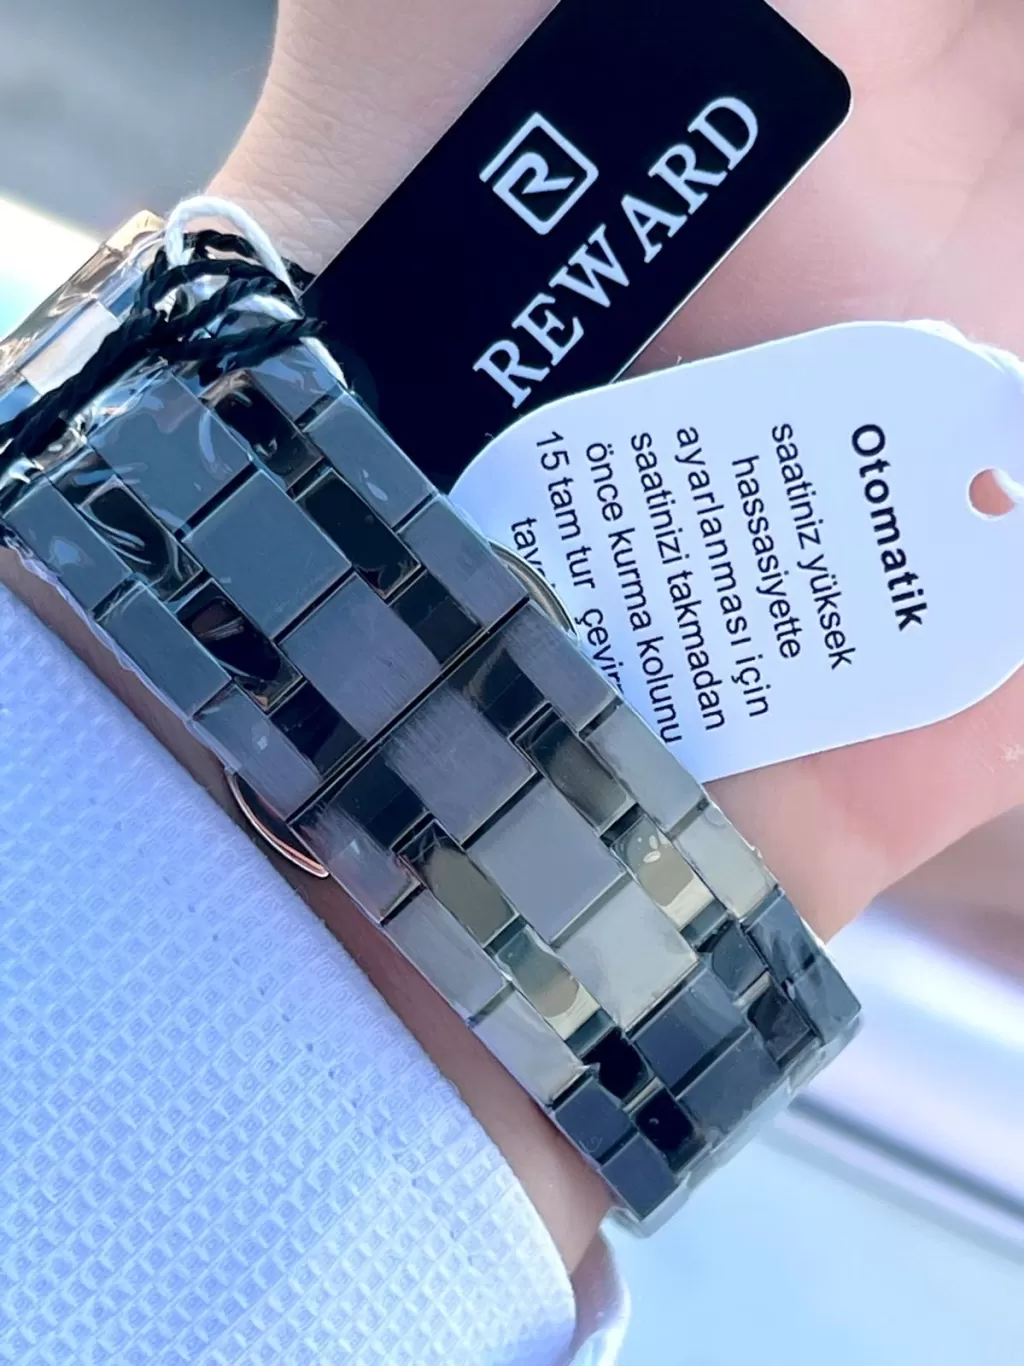 R
REWARD
Otomatik
saatiniz yüksek
hassasiyette
ayarlanması için
saatinizi takmadan
önce kurma kolunu
15 tam tur